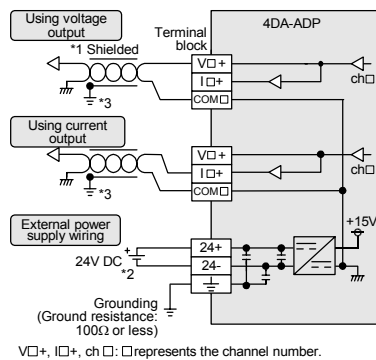 Using voltage
output
*1 Shielded
Terminal
block
4DA-ADP
V□+
I□+
COM□
ch□
*3
Using current
output
V□+
I□+
COM□
ch□
*3
External power
supply wiring
+15V
24V DC
+
-
*2
24+
24-
Grounding
(Ground resistance:
100Ω or less)
V□+, I□+, ch □: □represents the channel number.